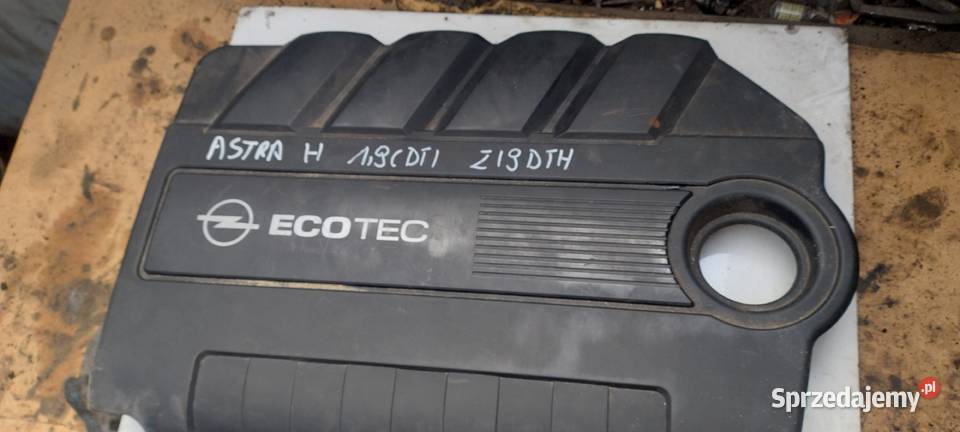 ASTRA H 1,9CDTI Z19DTH
ECOTEC
Sprzedajemy.pl